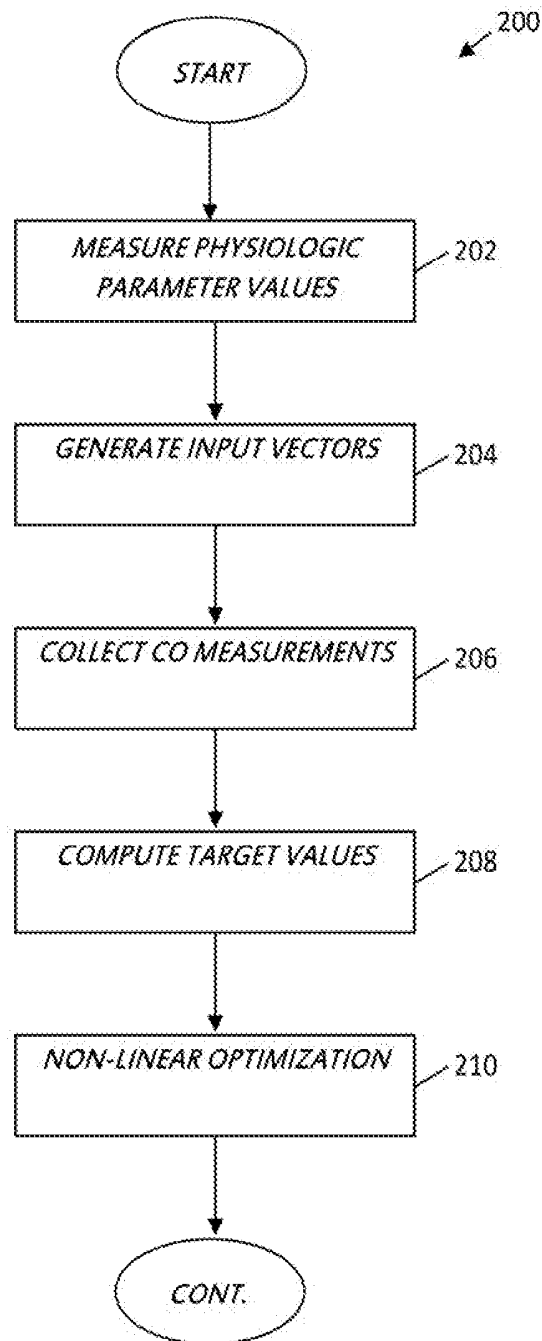 200
START
MEASURE PHYSIOLOGIC
PARAMETER VALUES
202
GENERATE INPUT VECTORS
204
COLLECT CO MEASUREMENTS
206
COMPUTE TARGET VALUES
208
NON-LINEAR OPTIMIZATION
210
CONT.